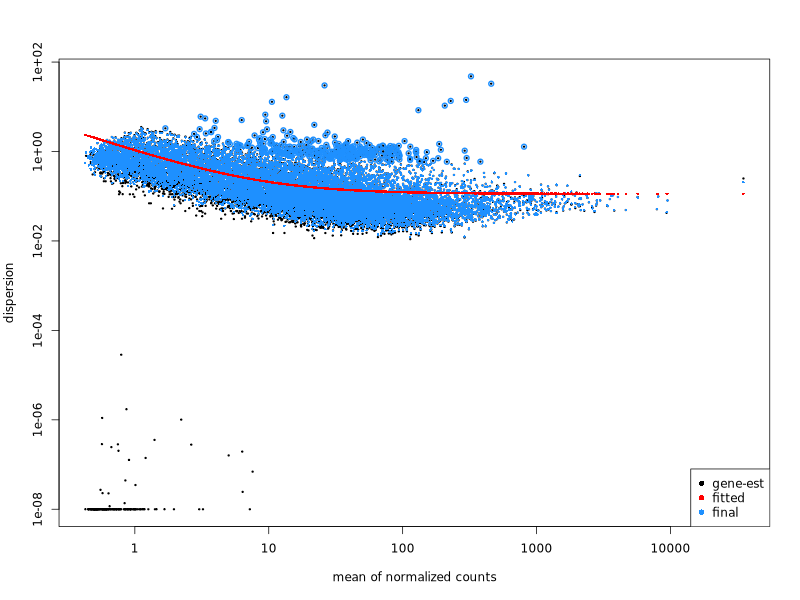 1e+02
1e+00
1e-02
1e-04
1e-06
1e-08
dispersion
gene-est
fitted
final
1 10 100 1000 10000
mean of normalized counts